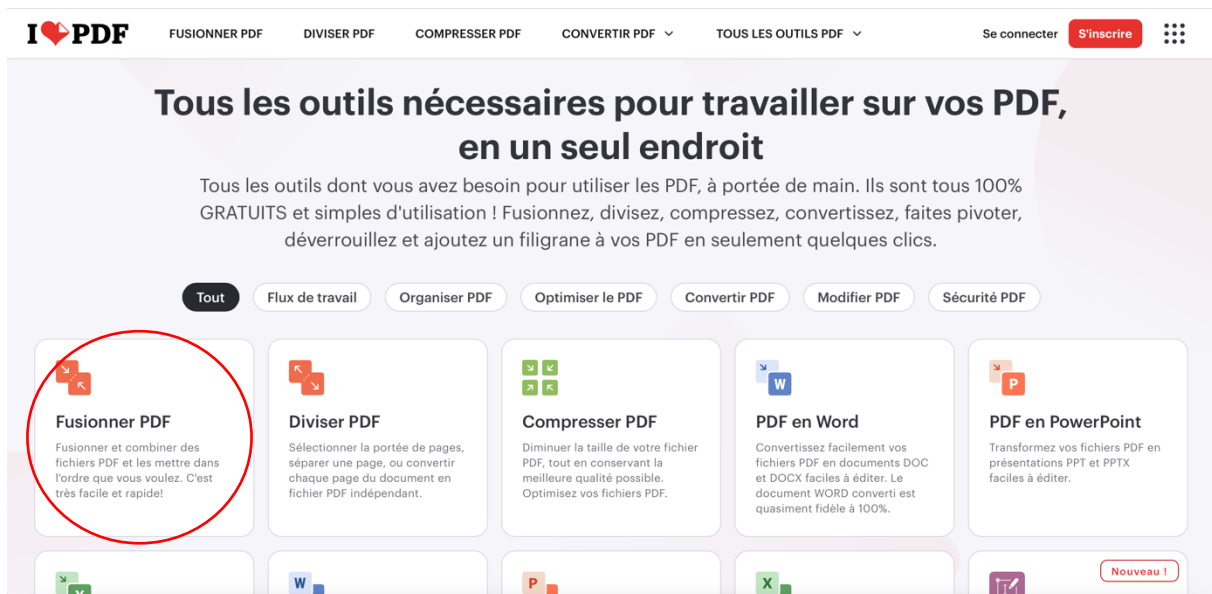 I PDF
FUSIONNER PDF
DIVISER PDF
COMPRESSER PDF
CONVERTIR PDF
TOUS LES OUTILS PDF
Se connecter
S'inscrire
Tous les outils nécessaires pour travailler sur vos PDF,
en un seul endroit
Tous les outils dont vous avez besoin pour utiliser les PDF, à portée de main. Ils sont tous 100%
GRATUITS et simples d'utilisation ! Fusionnez, divisez, compressez, convertissez, faites pivoter,
déverrouillez et ajoutez un filigrane à vos PDF en seulement quelques clics.
Tout
Flux de travail
Organiser PDF
Optimiser le PDF
Convertir PDF
Modifier PDF
Sécurité PDF
Fusionner PDF
Fusionner et combiner des
fichiers PDF et les mettre dans
l'ordre que vous voulez. C'est
très facile et rapide!
Diviser PDF
Sélectionner la portée de pages,
séparer une page, ou convertir
chaque page du document en
fichier PDF indépendant.
Compresser PDF
Diminuer la taille de votre fichier
PDF, tout en conservant la
meilleure qualité possible.
Optimisez vos fichiers PDF.
W
PDF en Word
Convertissez facilement vos
fichiers PDF en documents DOC
et DOCX faciles à éditer. Le
document WORD converti est
quasiment fidèle à 100%.
P
PDF en PowerPoint
Transformez vos fichiers PDF en
présentations PPT et PPTX
faciles à éditer.
X
W
P
X
Nouveau !